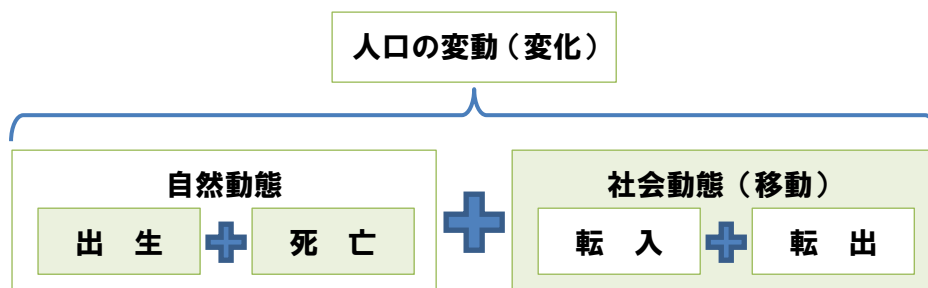 人口の変動(変化)
自然動態
出 生
死 亡
社会動態(移動)
転 入
転 出